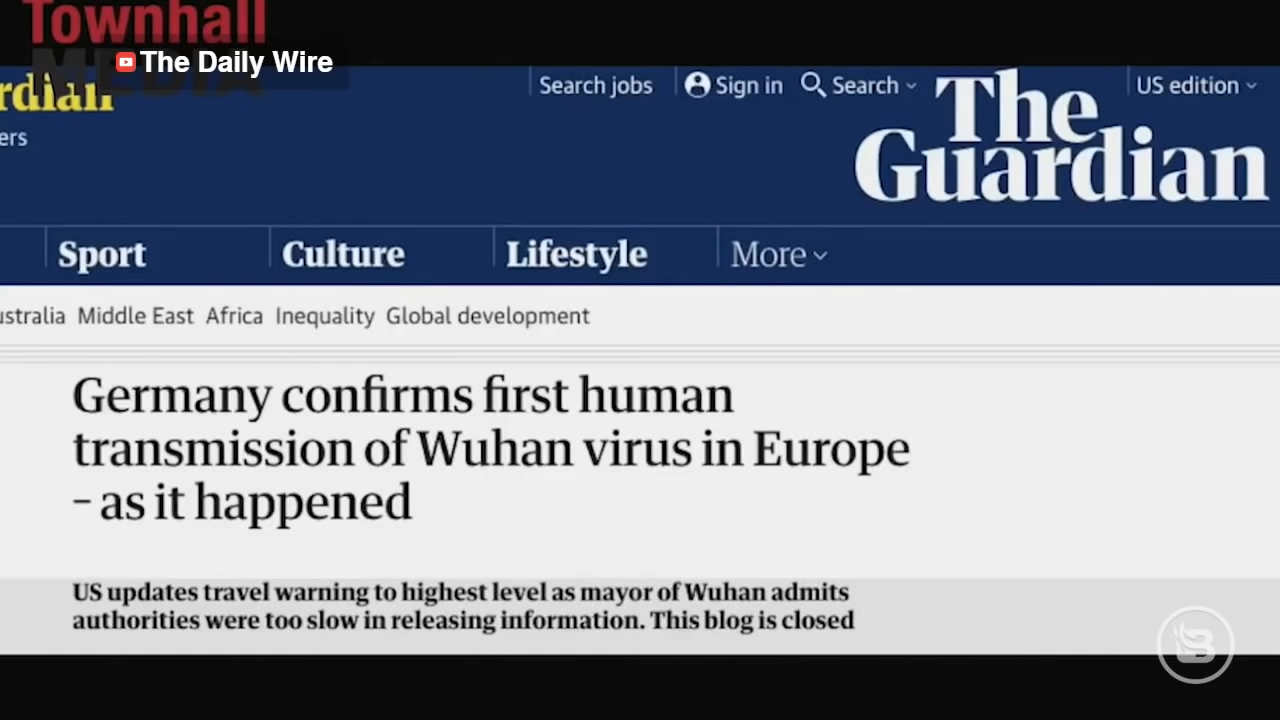 Townhall
MEDIA
The Daily Wire
rdian
ers
Search jobs
Sign in
Search
US edition
The
Guardian
Sport
Culture
Lifestyle
More
ustralia Middle East Africa Inequality Global development
Germany confirms first human
transmission of Wuhan virus in Europe
– as it happened
US updates travel warning to highest level as mayor of Wuhan admits
authorities were too slow in releasing information. This blog is closed
B